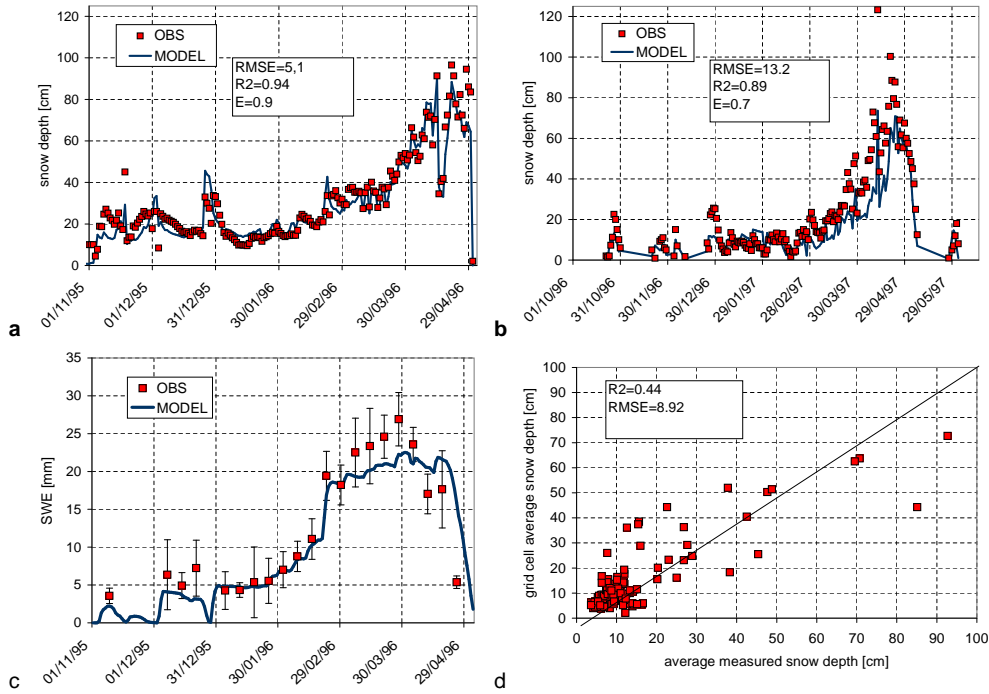 120
100
80
60
40
20
0
snow depth [cm]
OBS
MODEL
RMSE=5,1
R2=0.94
E=0.9
01/11/95
01/12/95
31/12/95
30/01/96
29/02/96
30/03/96
29/04/96
a
120
100
80
60
40
20
0
snow depth [cm]
OBS
MODEL
RMSE=13.2
R2=0.89
E=0.7
01/10/96
31/10/96
30/11/96
30/12/96
29/01/97
28/02/97
30/03/97
29/04/97
29/05/97
b
35
30
25
20
15
10
5
0
SWE [mm]
OBS
MODEL
01/11/95
01/12/95
31/12/95
30/01/96
29/02/96
30/03/96
29/04/96
c
100
90
80
70
60
50
40
30
20
10
0
grid cell average snow depth [cm]
R2=0.44
RMSE=8.92
0 10 20 30 40 50 60 70 80 90 100
average measured snow depth [cm]
d